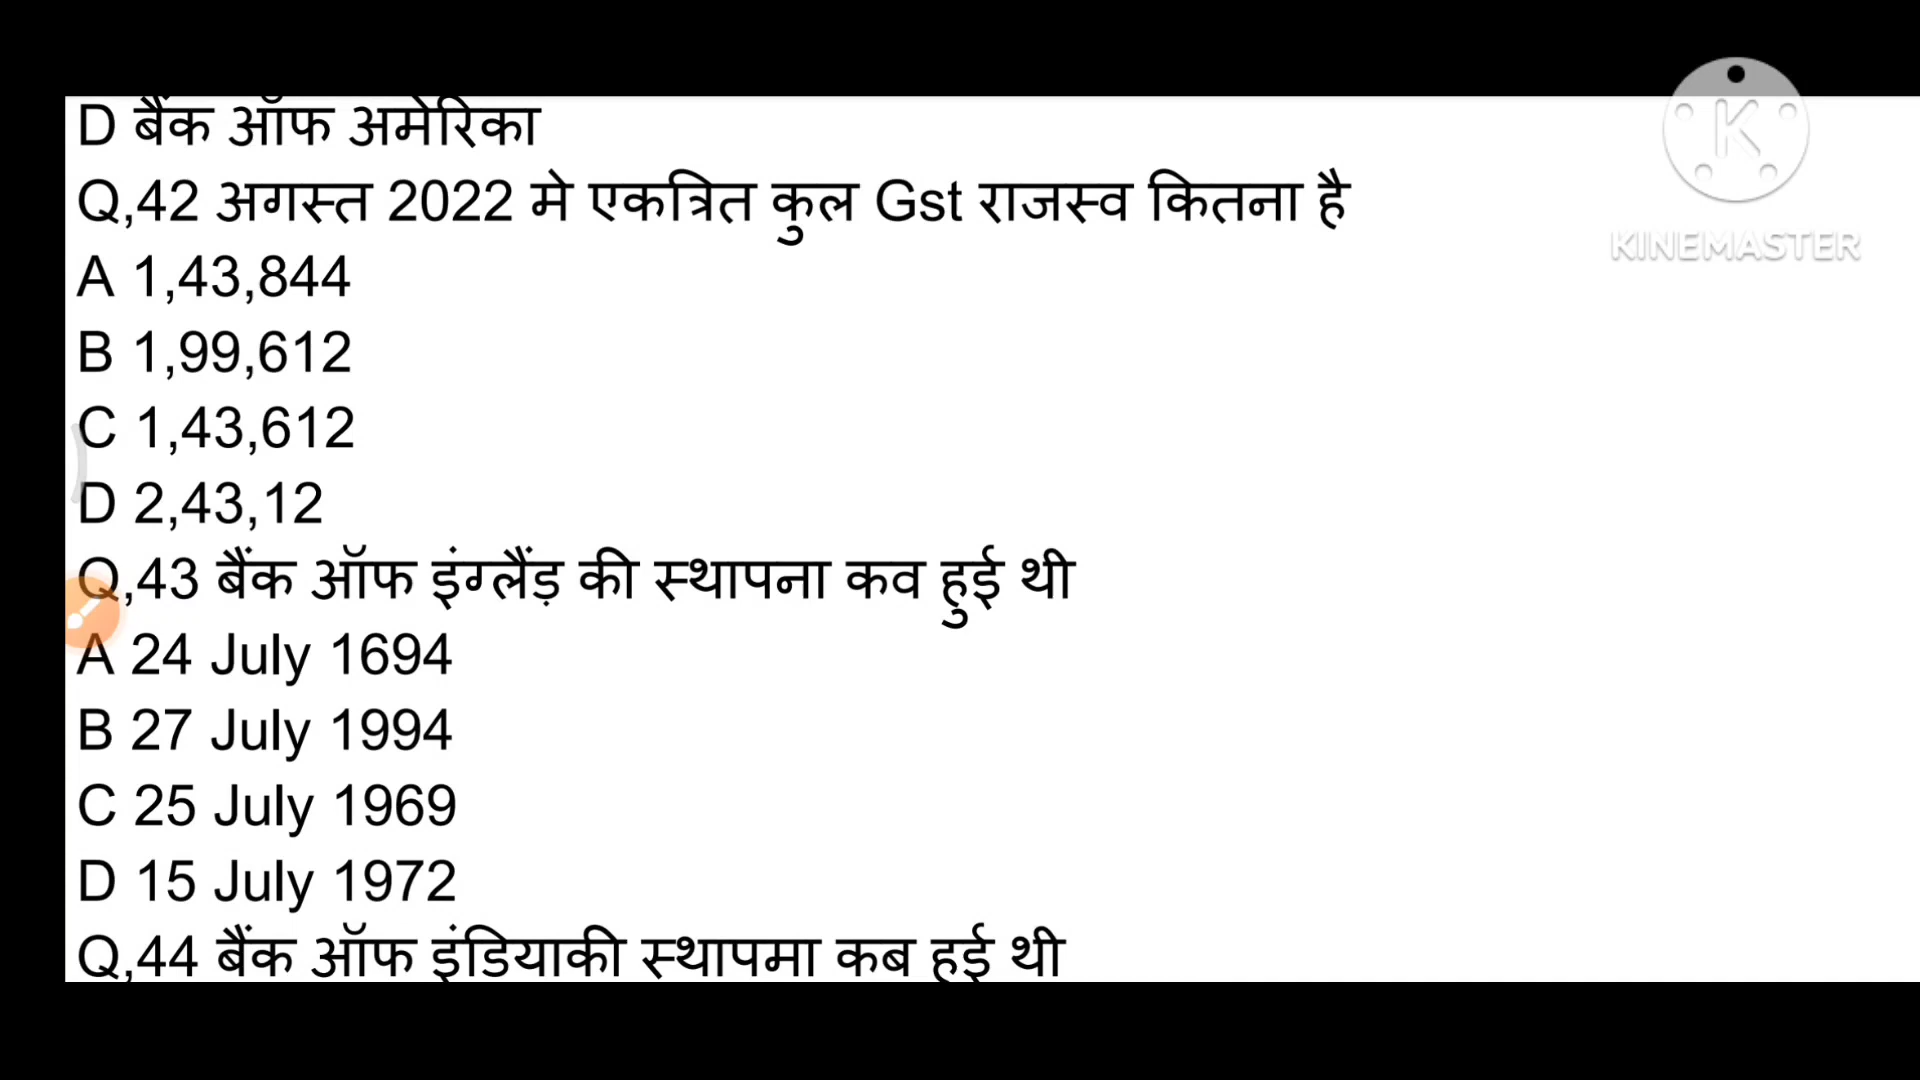 D बैंक ऑफ अमेरिका
Q,42 अगस्त 2022 मे एकत्रित कुल Gst राजस्व कितना है
A 1,43,844
B 1,99,612
C 1,43,612
D 2,43,12
Q,43 बैंक ऑफ इंग्लैंड़ की स्थापना कव हुई थी
A 24 July 1694
B 27 July 1994
C 25 July 1969
D 15 July 1972
Q,44 बैंक ऑफ इंडियाकी स्थापमा कब हुई थी
K
KINEMASTER